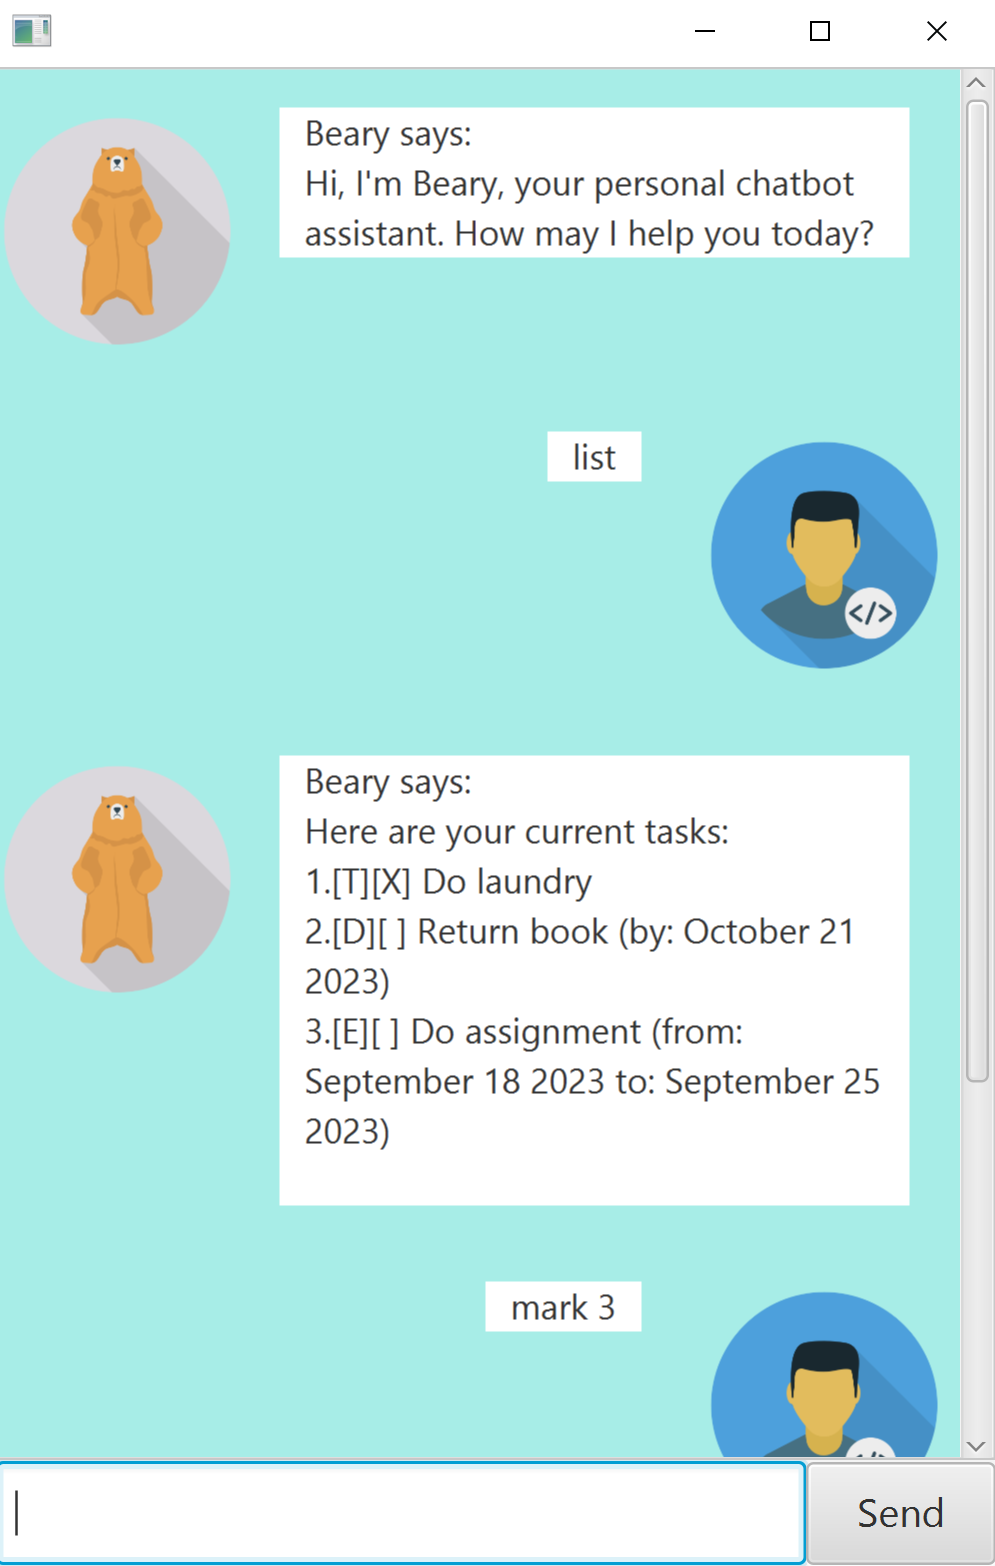 Beary says:
Hi, I'm Beary, your personal chatbot
assistant. How may I help you today?
list
</>
Beary says:
Here are your current tasks:
1.[T][X] Do laundry
2.[D][ ] Return book (by: October 21
2023)
3.[E][ ] Do assignment (from:
September 18 2023 to: September 25
2023)
mark 3
Send